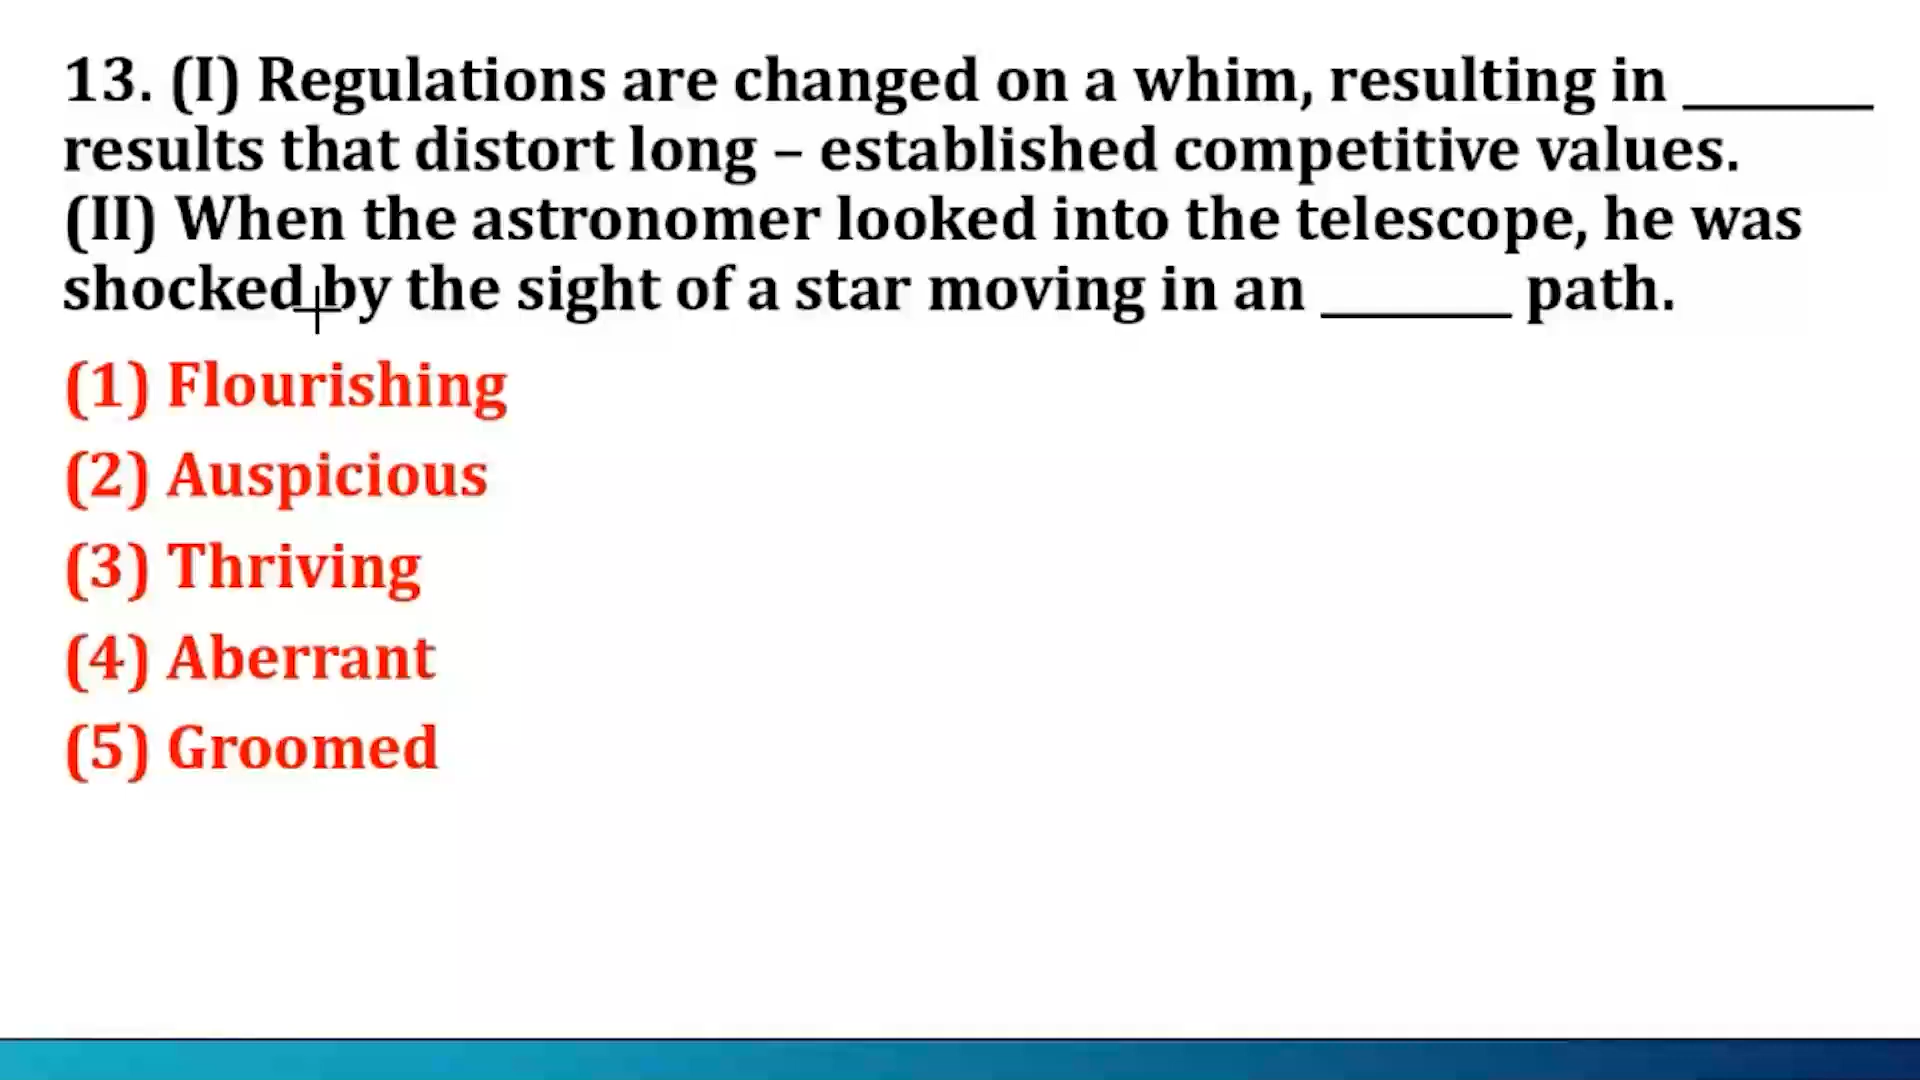 13. (I) Regulations are changed on a whim, resulting in _______
results that distort long – established competitive values.
(II) When the astronomer looked into the telescope, he was
shocked by the sight of a star moving in an _______ path.
(1) Flourishing
(2) Auspicious
(3) Thriving
(4) Aberrant
(5) Groomed